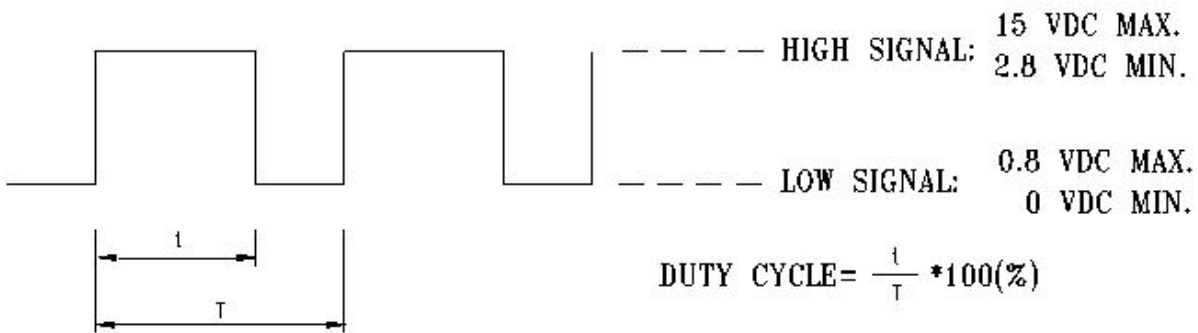 HIGH SIGNAL: 15 VDC MAX.
2.8 VDC MIN.
LOW SIGNAL: 0.8 VDC MAX.
0 VDC MIN.
t
T
DUTY CYCLE= t/T *100(%)